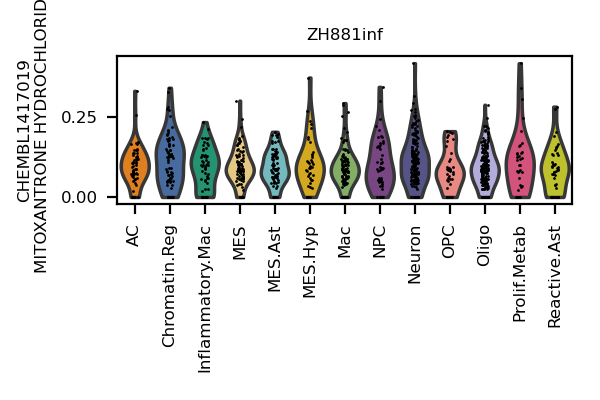 ZH881inf
CHEMBL1417019
MITOXANTRONE HYDROCHLORID
0.25
0.00
AC
Chromatin.Reg
Inflammatory.Mac
MES
MES.Ast
MES.Hyp
Mac
NPC
Neuron
OPC
Oligo
Prolif.Metab
Reactive.Ast